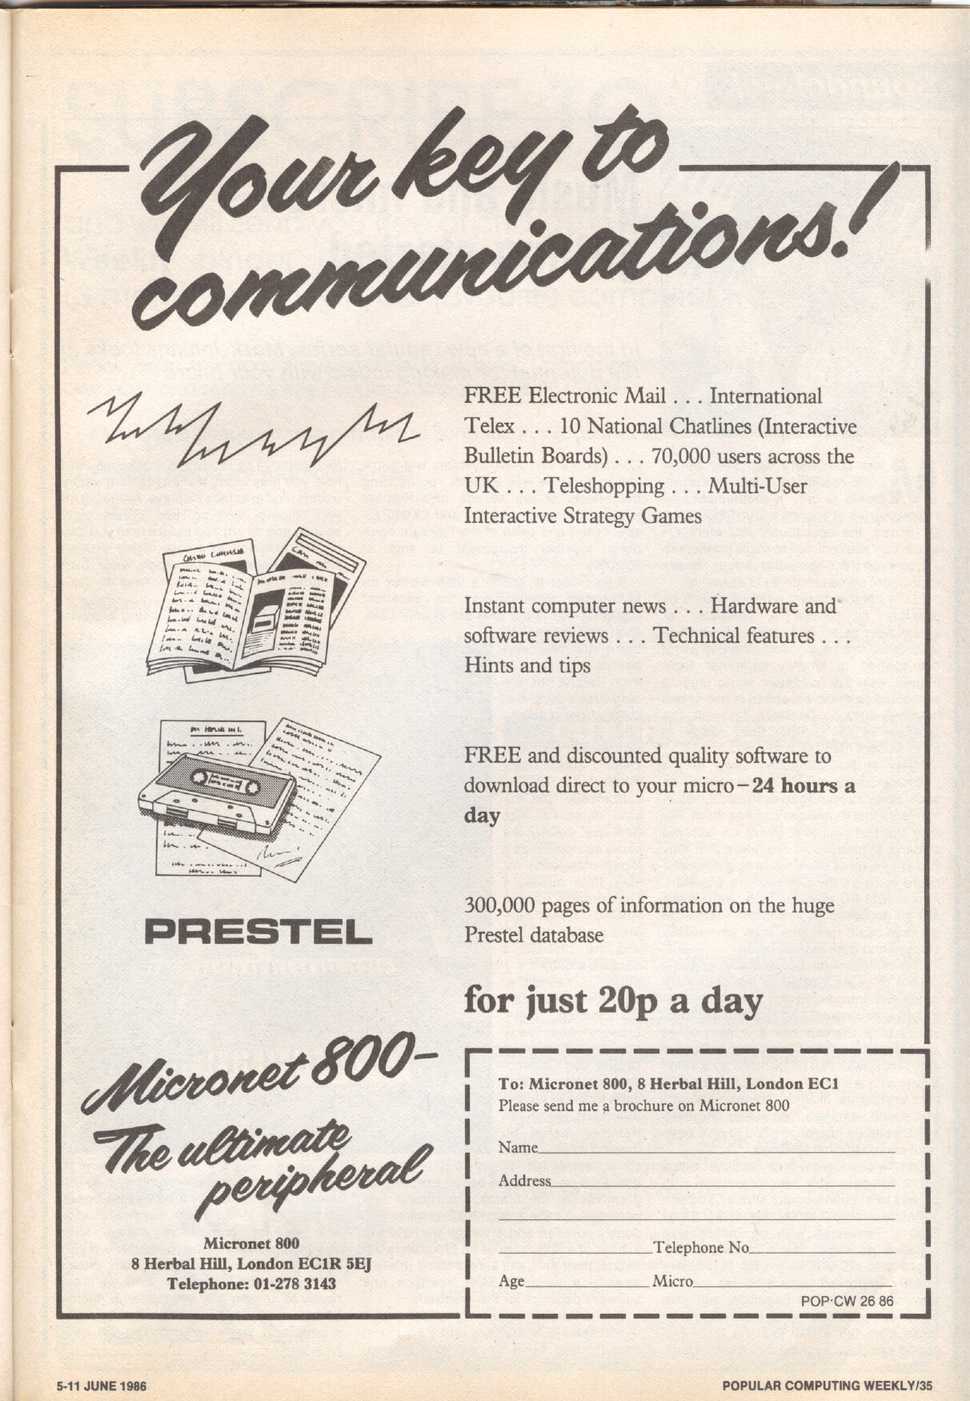 Your key to
communications!
FREE Electronic Mail . . . International
Telex . . . 10 National Chatlines (Interactive
Bulletin Boards) . . . 70,000 users across the
UK . . . Teleshopping . . . Multi-User
Interactive Strategy Games
Instant computer news . . . Hardware and
software reviews . . . Technical features . . .
Hints and tips
FREE and discounted quality software to
download direct to your micro – 24 hours a
day
PRESTEL
300,000 pages of information on the huge
Prestel database
for just 20p a day
Micronet 800–
The ultimate
peripheral
Micronet 800
8 Herbal Hill, London EC1R 5EJ
Telephone: 01-278 3143
To: Micronet 800, 8 Herbal Hill, London EC1
Please send me a brochure on Micronet 800
Name
Address
Telephone No
Age Micro
POP·CW 26 86
5-11 JUNE 1986
POPULAR COMPUTING WEEKLY/35